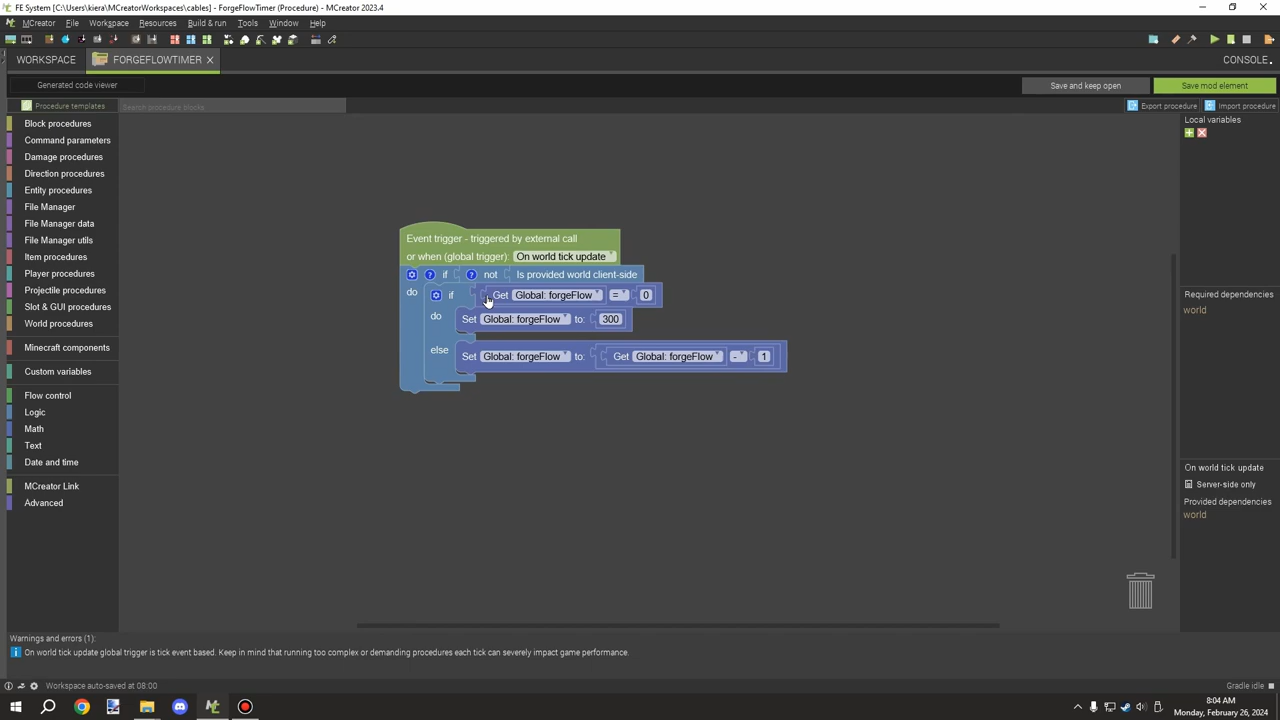 FE System [C:\Users\kiera\MCreatorWorkspaces\cables] - ForgeFlowTimer (Procedure) - MCreator 2023.4
MCreator File Workspace Resources Build & run Tools Window Help
WORKSPACE FORGEFLOWTIMER CONSOLE
Generated code viewer Save and keep open Save mod element
Procedure templates Search procedure blocks Export procedure Import procedure
Local variables
Block procedures
Command parameters
Damage procedures
Direction procedures
Entity procedures
File Manager
File Manager data
File Manager utils
Item procedures
Player procedures
Projectile procedures
Slot & GUI procedures
World procedures
Minecraft components
Custom variables
Flow control
Logic
Math
Text
Date and time
MCreator Link
Advanced
Event trigger - triggered by external call
or when (global trigger): On world tick update
if not Is provided world client-side
do if Get Global: forgeFlow = 0
do Set Global: forgeFlow to: 300
else Set Global: forgeFlow to: Get Global: forgeFlow - 1
Required dependencies
world
On world tick update
Server-side only
Provided dependencies
world
Warnings and errors (1):
On world tick update global trigger is tick event based. Keep in mind that running too complex or demanding procedures each tick can severely impact game performance.
Workspace auto-saved at 08:00 Gradle idle
8:04 AM
Monday, February 26, 2024